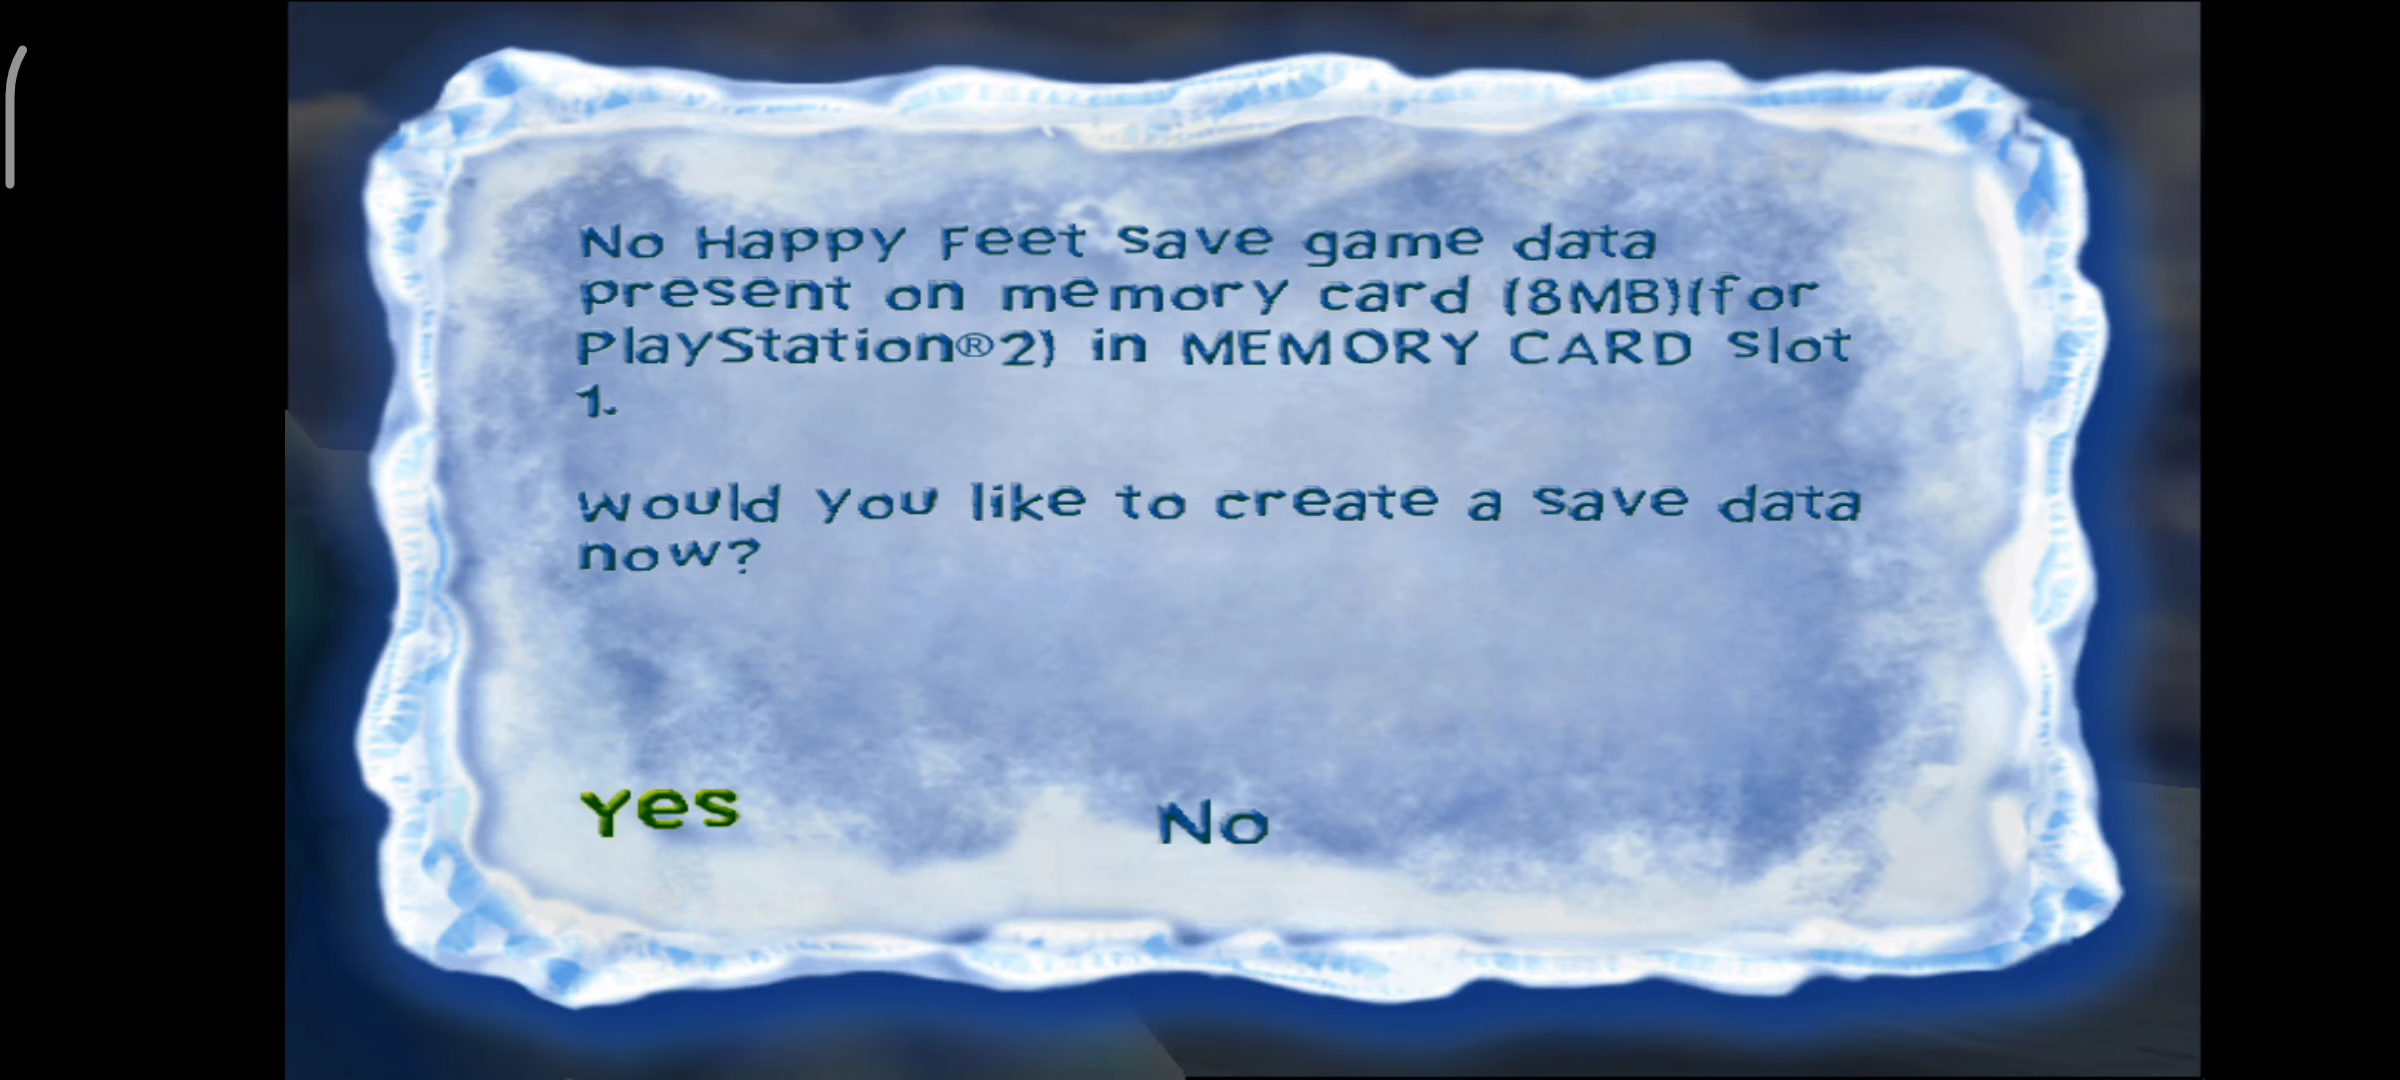 No Happy Feet save game data
present on memory card (8MB)(for
PlayStation®2) in MEMORY CARD slot
1.
Would you like to create a save data
now?
Yes No